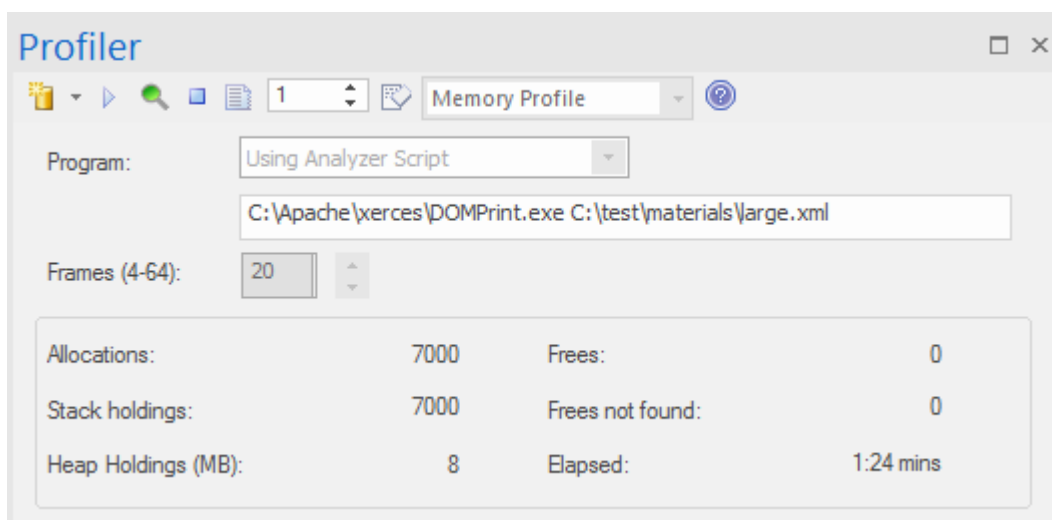 Profiler
1 Memory Profile ?
Program: Using Analyzer Script
C:\Apache\xerces\DOMPrint.exe C:\test\materials\large.xml
Frames (4-64): 20
Allocations: 7000 Frees: 0
Stack holdings: 7000 Frees not found: 0
Heap Holdings (MB): 8 Elapsed: 1:24 mins